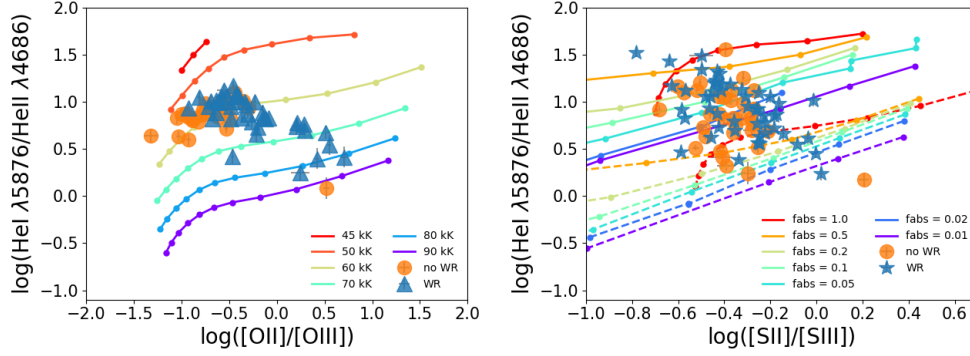 log(HeI λ5876/HeII λ4686)
2.0
1.5
1.0
0.5
0.0
−0.5
−1.0
−2.0 −1.5 −1.0 −0.5 0.0 0.5 1.0 1.5 2.0
log([OII]/[OIII])
45 kK
50 kK
60 kK
70 kK
80 kK
90 kK
no WR
WR
log(HeI λ5876/HeII λ4686)
2.0
1.5
1.0
0.5
0.0
−0.5
−1.0
−1.0 −0.8 −0.6 −0.4 −0.2 0.0 0.2 0.4 0.6
log([SII]/[SIII])
fabs = 1.0
fabs = 0.5
fabs = 0.2
fabs = 0.1
fabs = 0.05
fabs = 0.02
fabs = 0.01
no WR
WR